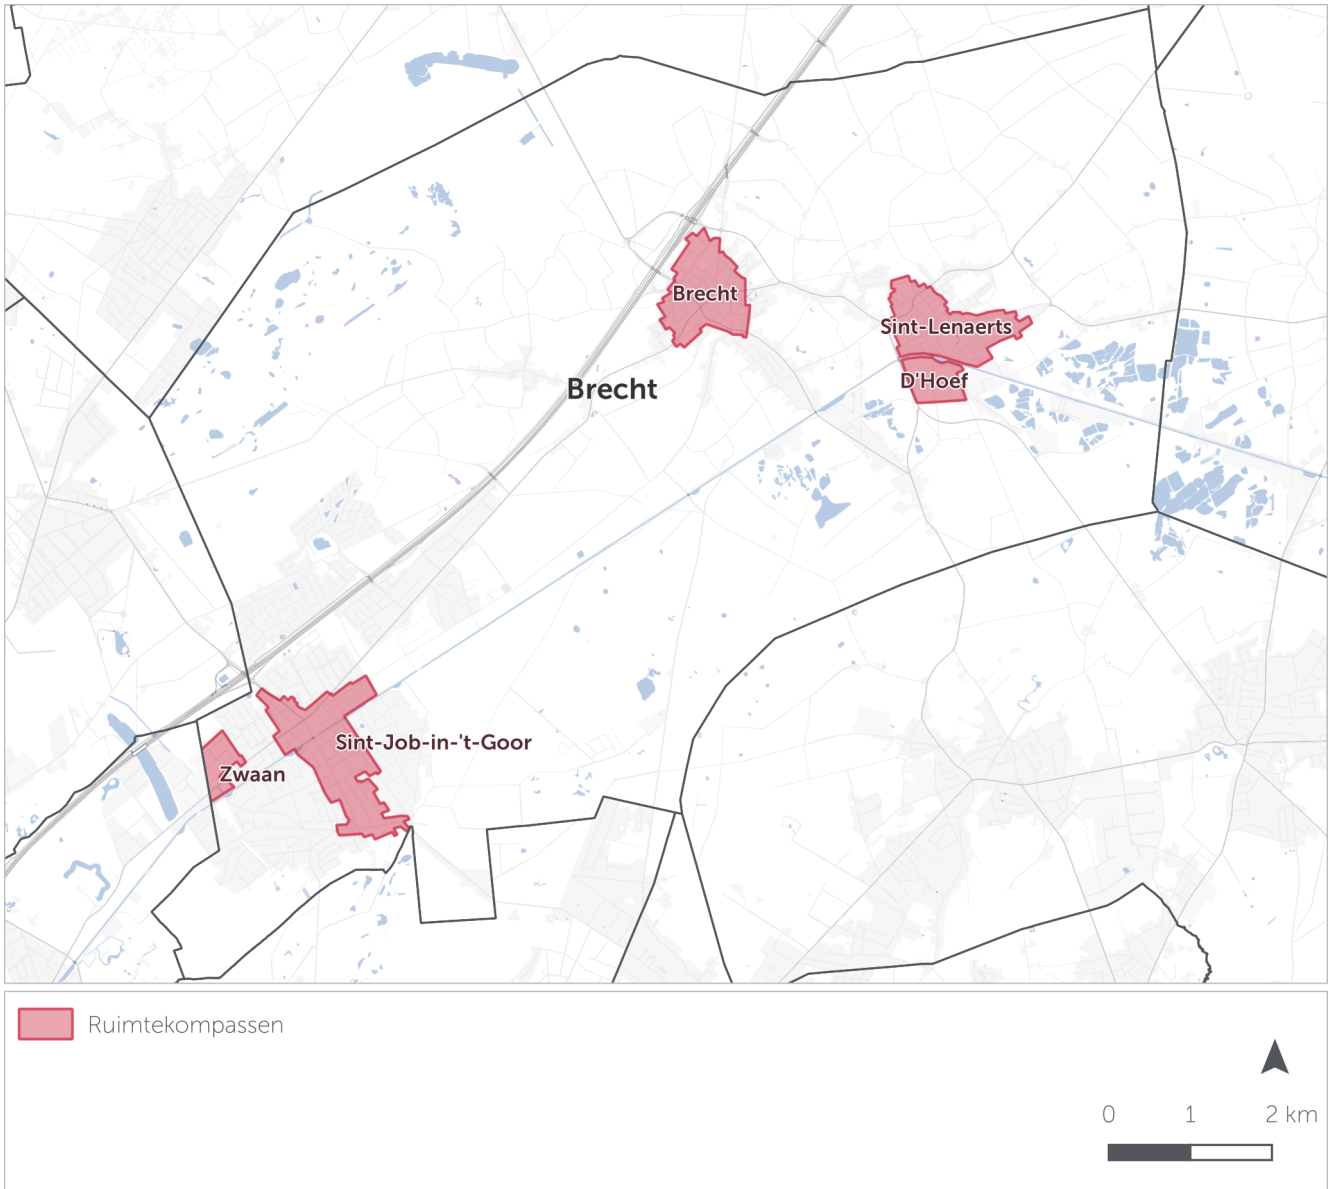 Brecht
Sint-Lenaerts
D'Hoef
Brecht
Sint-Job-in-'t-Goor
Zwaan
Ruimtekompassen
0 1 2 km